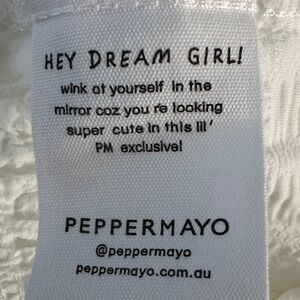 HEY DREAM GIRL!
wink at yourself in the
mirror coz you're looking
super cute in this lil'
PM exclusive!
PEPPERMAYO
@peppermayo
peppermayo.com.au